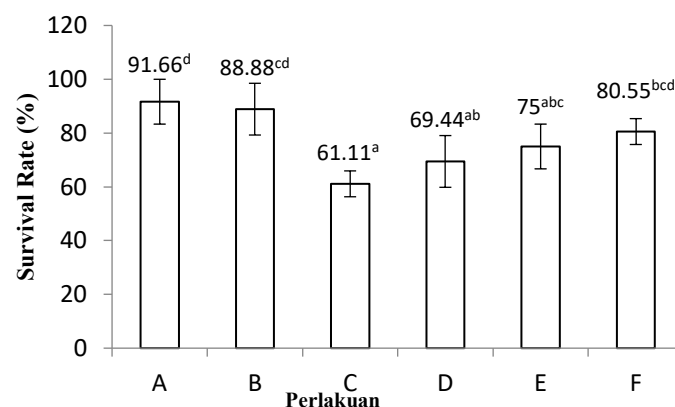 120
100
80
60
40
20
0
Survival Rate (%)
91.66ᵈ
88.88ᶜᵈ
61.11ᵃ
69.44ᵃᵇ
75ᵃᵇᶜ
80.55ᵇᶜᵈ
A B C D E F
Perlakuan